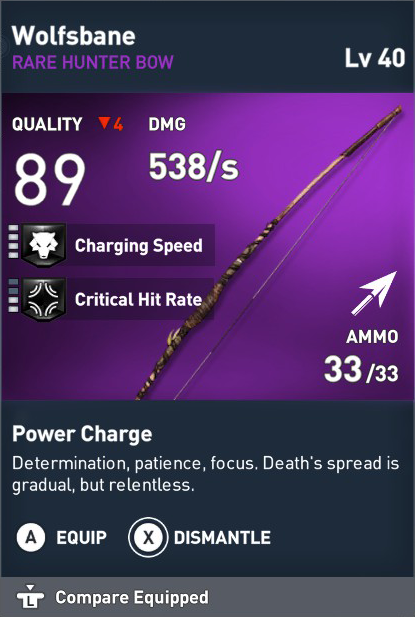 Wolfsbane
RARE HUNTER BOW
Lv 40
QUALITY ▼4 DMG
89 538/s
Charging Speed
Critical Hit Rate
AMMO
33/33
Power Charge
Determination, patience, focus. Death's spread is
gradual, but relentless.
A EQUIP X DISMANTLE
L Compare Equipped